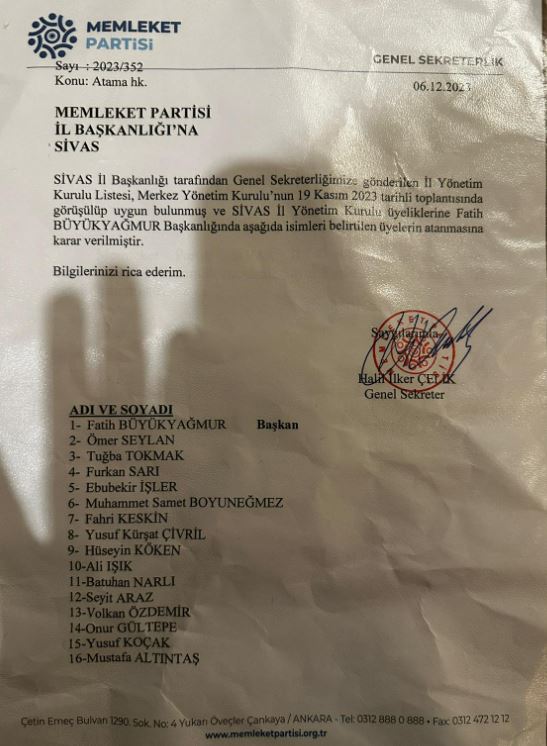 MEMLEKET
PARTİSİ
GENEL SEKRETERLİK
Sayı : 2023/352
Konu: Atama hk.
06.12.2023
MEMLEKET PARTİSİ
İL BAŞKANLIĞI'NA
SİVAS
SİVAS İl Başkanlığı tarafından Genel Sekreterliğimize gönderilen İl Yönetim
Kurulu Listesi, Merkez Yönetim Kurulu'nun 19 Kasım 2023 tarihli toplantısında
görüşülüp uygun bulunmuş ve SİVAS İl Yönetim Kurulu üyeliklerine Fatih
BÜYÜKYAĞMUR Başkanlığında aşağıda isimleri belirtilen üyelerin atanmasına
karar verilmiştir.
Bilgilerinizi rica ederim.
Saygılarımla
Halil İlker ÇELİK
Genel Sekreter
ADI VE SOYADI
1- Fatih BÜYÜKYAĞMUR Başkan
2- Ömer SEYLAN
3- Tuğba TOKMAK
4- Furkan SARI
5- Ebubekir İŞLER
6- Muhammet Samet BOYUNEĞMEZ
7- Fahri KESKİN
8- Yusuf Kürşat ÇİVRİL
9- Hüseyin KÖKEN
10-Ali IŞIK
11-Batuhan NARLI
12-Seyit ARAZ
13-Volkan ÖZDEMİR
14-Onur GÜLTEPE
15-Yusuf KOÇAK
16-Mustafa ALTINTAŞ
Çetin Emeç Bulvarı 1290. Sok. No: 4 Yukarı Öveçler Çankaya / ANKARA - Tel: 0312 888 0 888 • Fax: 0312 472 12 12
www.memleketpartisi.org.tr